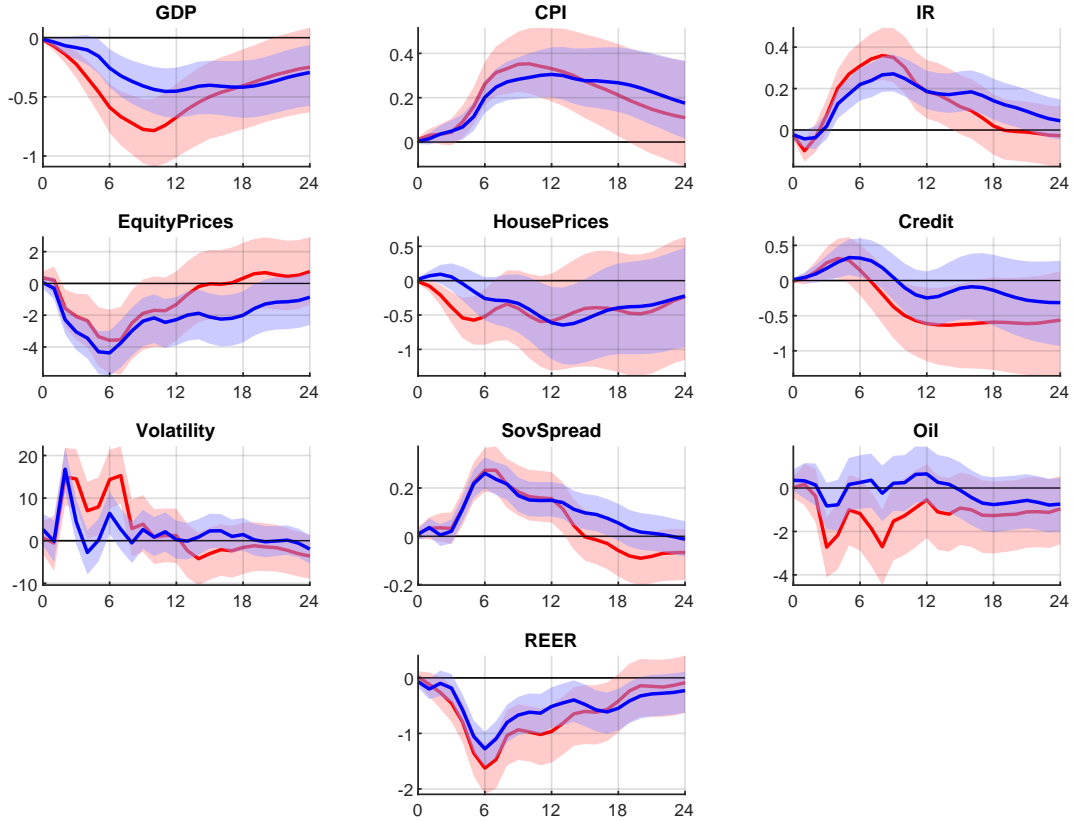 GDP
0
-0.5
-1
0 6 12 18 24
CPI
0.4
0.2
0
0 6 12 18 24
IR
0.4
0.2
0
0 6 12 18 24
EquityPrices
2
0
-2
-4
0 6 12 18 24
HousePrices
0.5
0
-0.5
-1
0 6 12 18 24
Credit
0.5
0
-0.5
-1
0 6 12 18 24
Volatility
20
10
0
-10
0 6 12 18 24
SovSpread
0.2
0
-0.2
0 6 12 18 24
Oil
0
-2
-4
0 6 12 18 24
REER
0
-1
-2
0 6 12 18 24